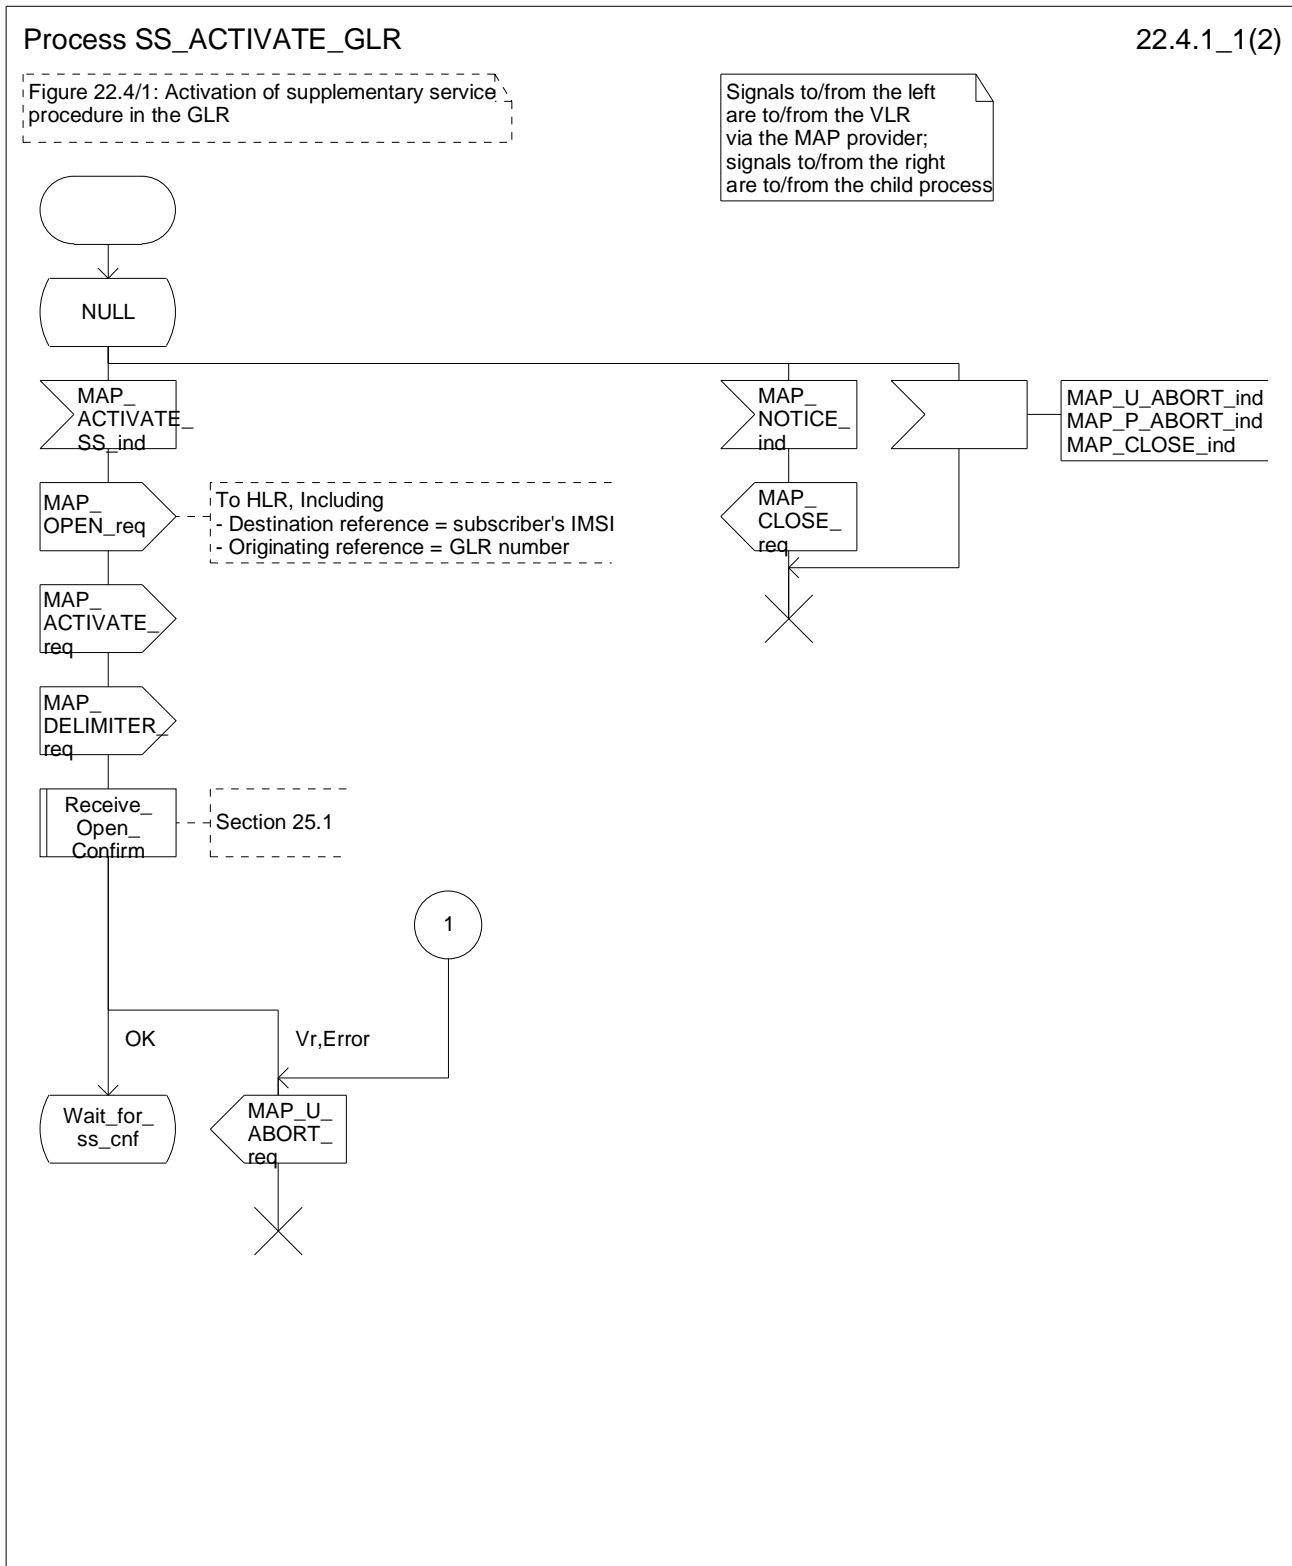 Process SS_ACTIVATE_GLR
22.4.1_1(2)
Figure 22.4/1: Activation of supplementary service
procedure in the GLR
Signals to/from the left
are to/from the VLR
via the MAP provider;
signals to/from the right
are to/from the child process
NULL
MAP_
ACTIVATE_
SS_ind
MAP_
NOTICE_
ind
MAP_U_ABORT_ind
MAP_P_ABORT_ind
MAP_CLOSE_ind
MAP_
OPEN_req
To HLR, Including
- Destination reference = subscriber's IMSI
- Originating reference = GLR number
MAP_
CLOSE_
req
MAP_
ACTIVATE_
req
MAP_
DELIMITER_
req
Receive_
Open_
Confirm
Section 25.1
1
OK
Vr,Error
Wait_for_
ss_cnf
MAP_U_
ABORT_
req